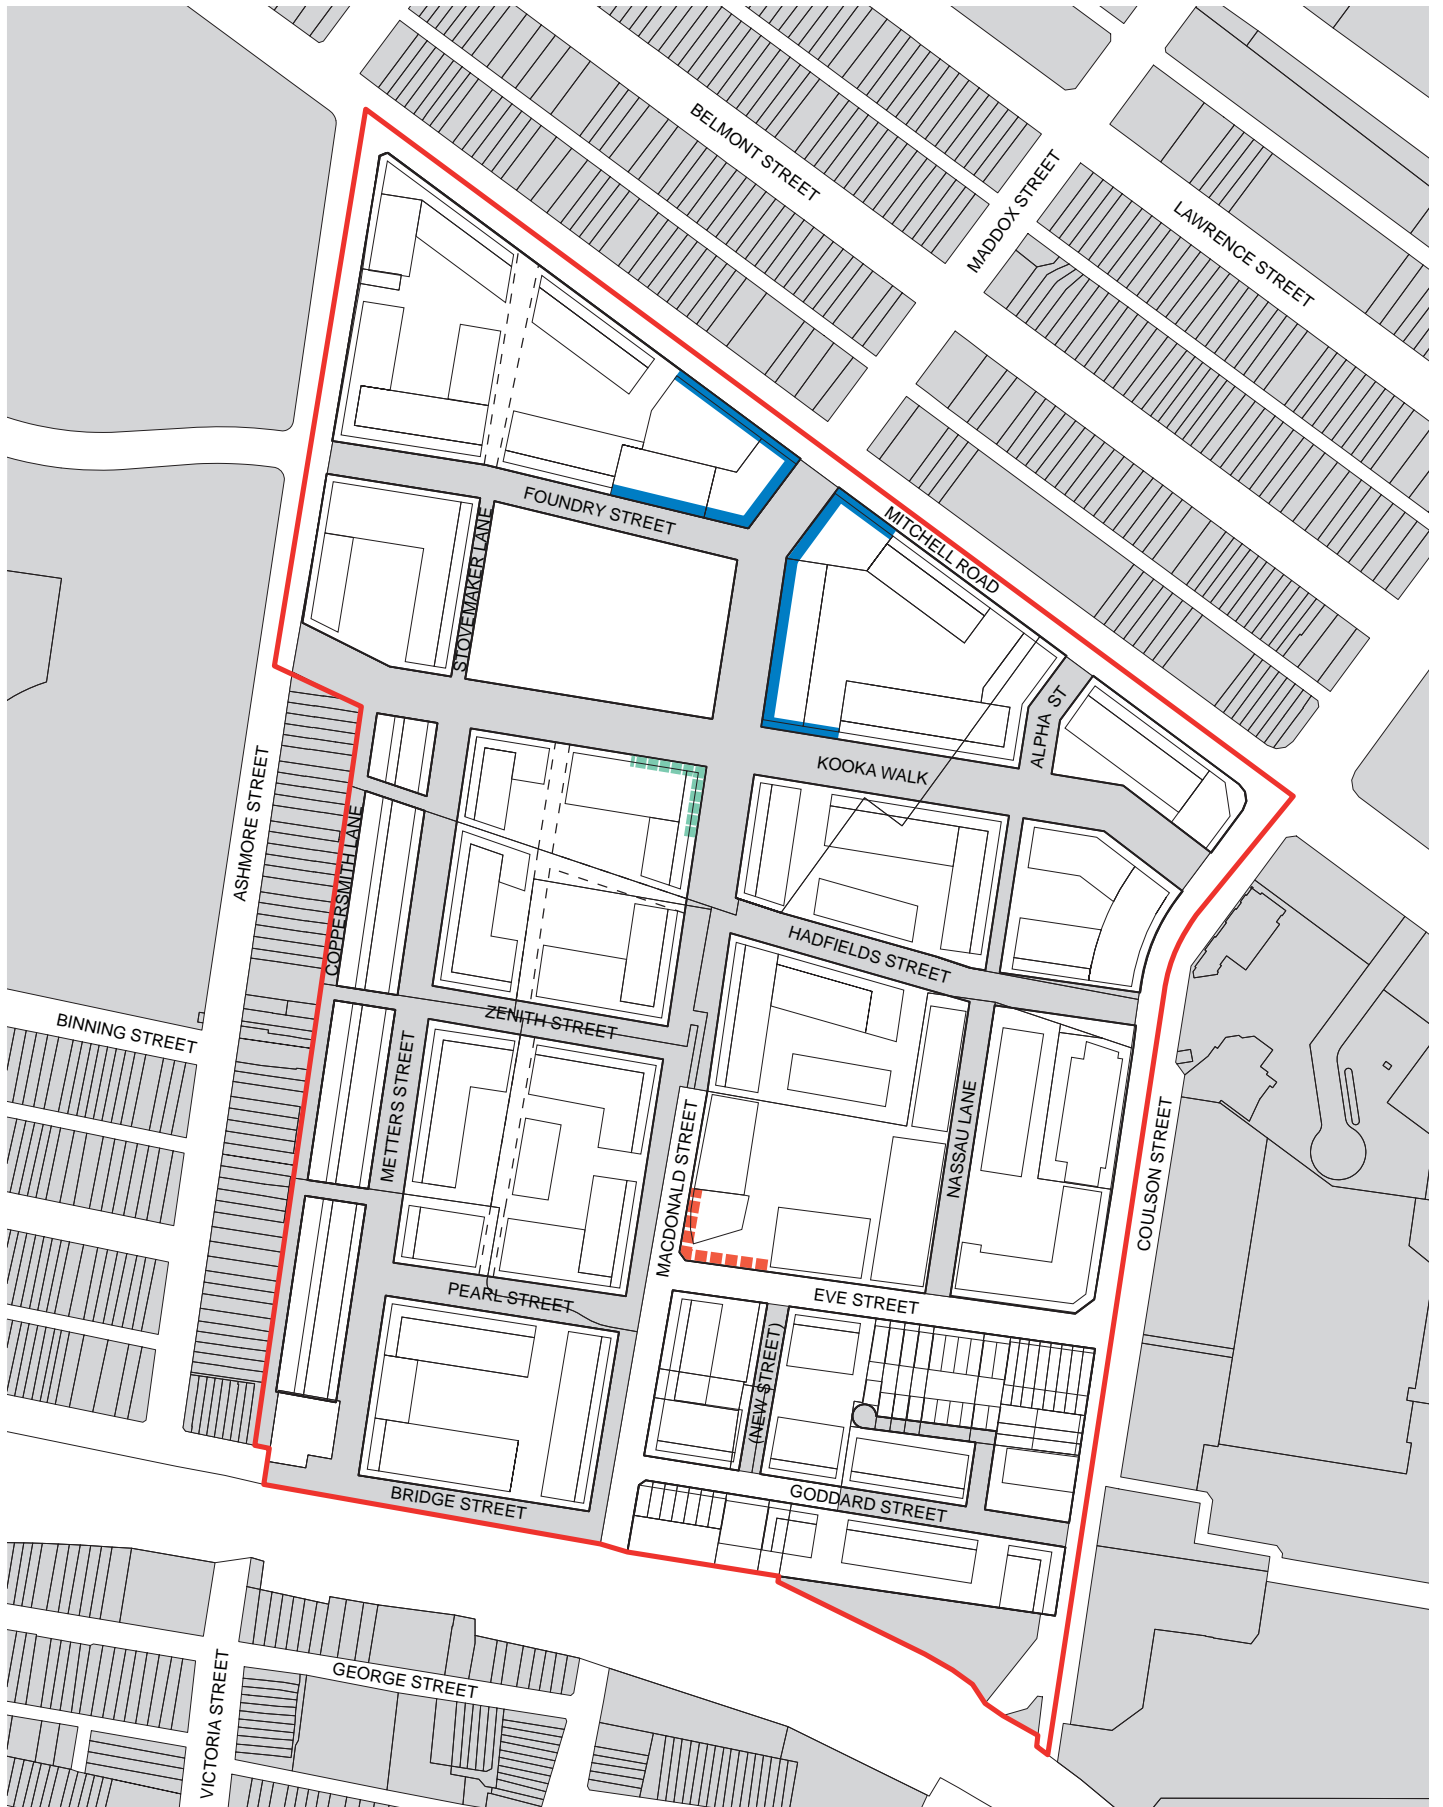 BELMONT STREET
MADDOX STREET
LAWRENCE STREET
FOUNDRY STREET
MITCHELL ROAD
STOVEMAKER LANE
ALPHA ST
KOOKA WALK
ASHMORE STREET
COPPERSMITH LANE
HADFIELDS STREET
BINNING STREET
ZENITH STREET
METTERS STREET
NASSAU LANE
MACDONALD STREET
COULSON STREET
PEARL STREET
EVE STREET
(NEW STREET)
BRIDGE STREET
GODDARD STREET
GEORGE STREET
VICTORIA STREET